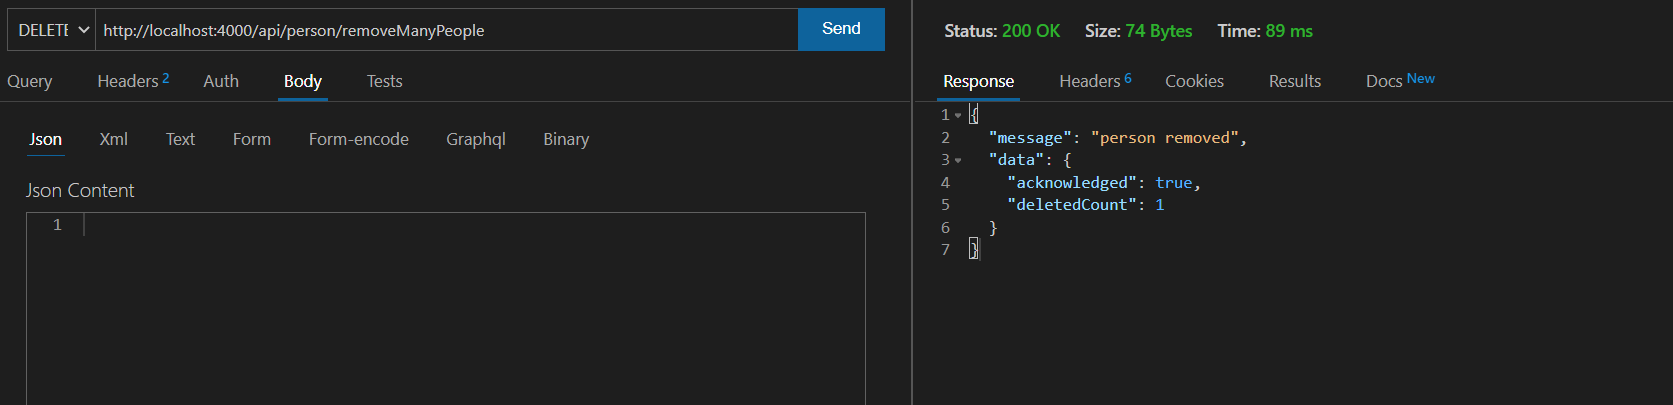 DELETE http://localhost:4000/api/person/removeManyPeople Send
Query Headers 2 Auth Body Tests
Json Xml Text Form Form-encode Graphql Binary
Json Content
1
Status: 200 OK Size: 74 Bytes Time: 89 ms
Response Headers 6 Cookies Results Docs New
1 {
2 "message": "person removed",
3 "data": {
4 "acknowledged": true,
5 "deletedCount": 1
6 }
7 }